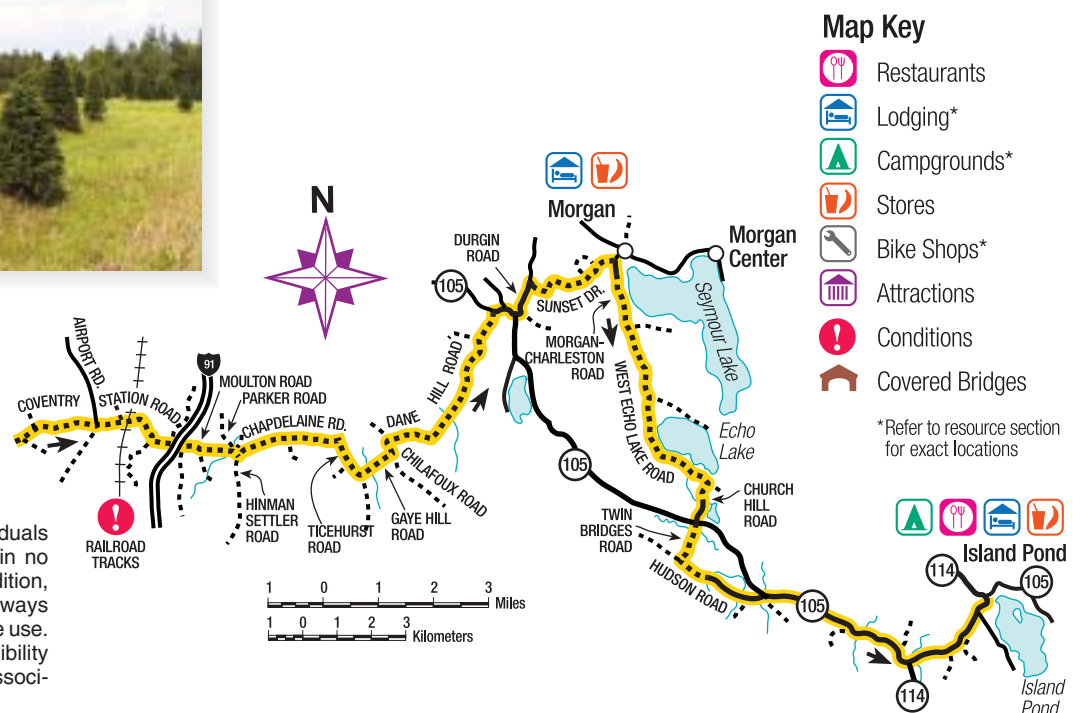 Map Key
Restaurants
Lodging*
Campgrounds*
Stores
Bike Shops*
Attractions
Conditions
Covered Bridges
*Refer to resource section
for exact locations
N
Morgan
Morgan
Center
DURGIN
ROAD
105
SUNSET DR.
Seymour Lake
MORGAN-
CHARLESTON
ROAD
WEST ECHO LAKE ROAD
Echo
Lake
HILL ROAD
AIRPORT RD.
91
MOULTON ROAD
PARKER ROAD
COVENTRY
STATION ROAD
CHAPDELAINE RD.
DANE
CHILAFOUX ROAD
HINMAN
SETTLER
ROAD
TICEHURST
ROAD
GAYE HILL
ROAD
!
RAILROAD
TRACKS
105
CHURCH
HILL
ROAD
TWIN
BRIDGES
ROAD
HUDSON ROAD
105
Island Pond
114
105
114
Island
Pond
1 0 1 2 3 Miles
1 0 1 2 3 Kilometers
duals
in no
dition,
ways
e use.
ibility
ssoci-